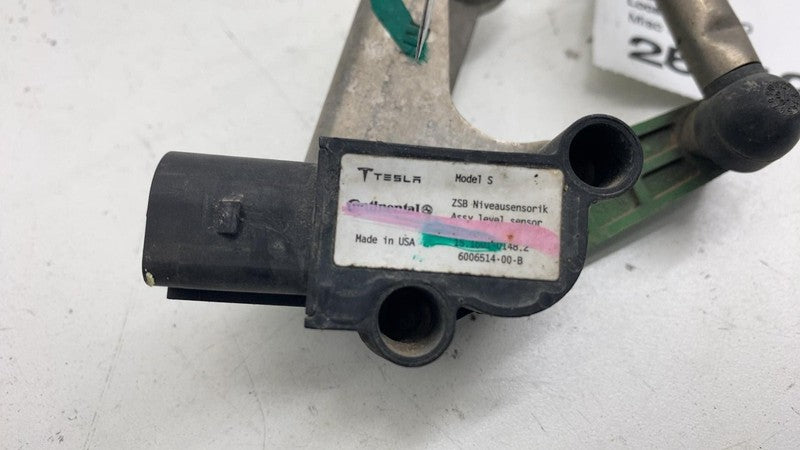 TESLA Model S
Continental ZSB Niveausensorik
Assy level sensor
Made in USA
6006514-00-B